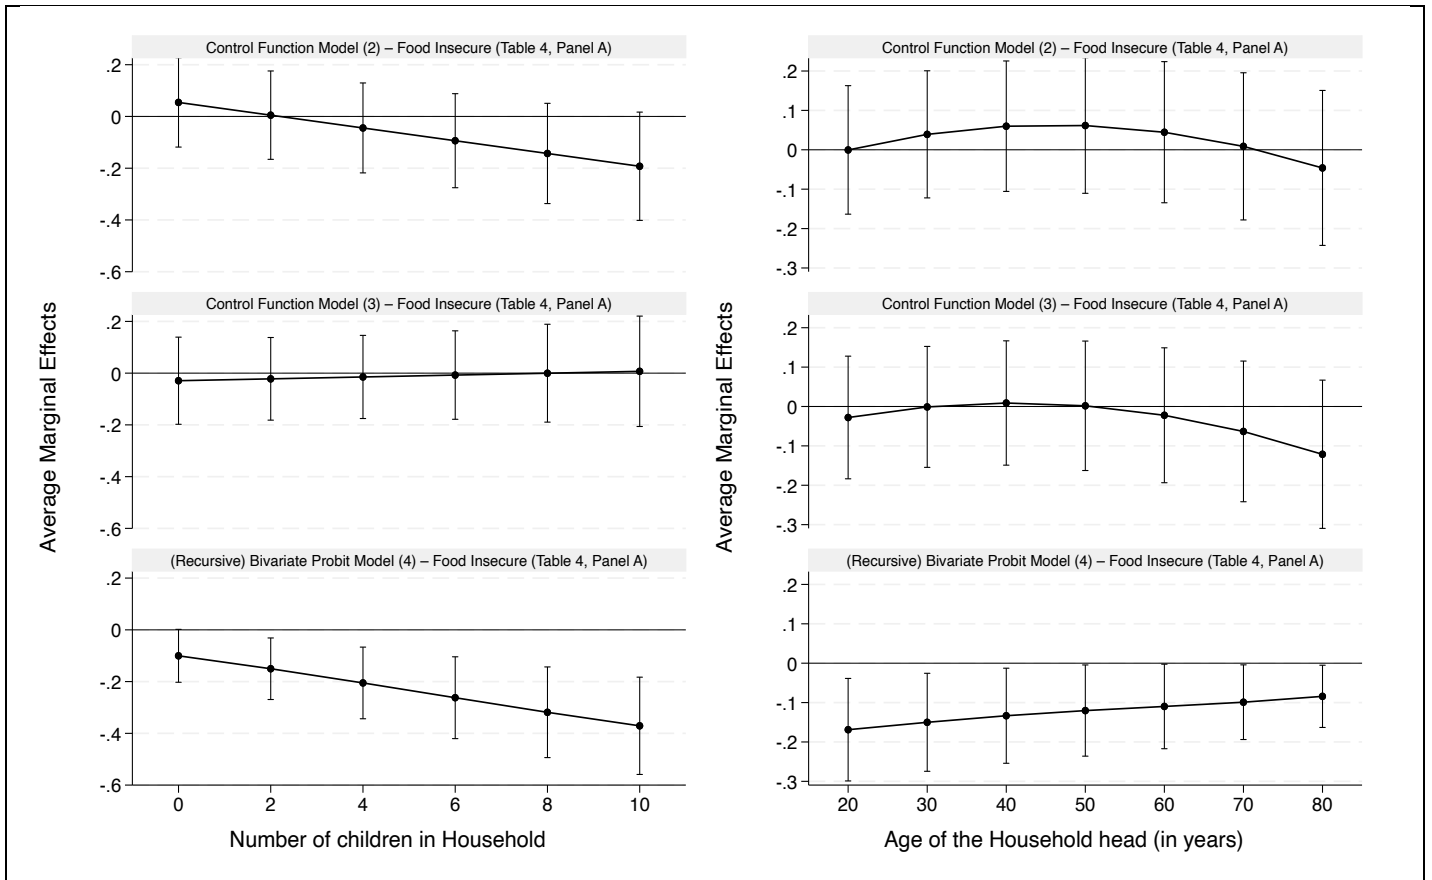 Control Function Model (2) – Food Insecure (Table 4, Panel A)
.2
0
-.2
-.4
-.6
Control Function Model (3) – Food Insecure (Table 4, Panel A)
.2
0
-.2
-.4
-.6
(Recursive) Bivariate Probit Model (4) – Food Insecure (Table 4, Panel A)
.2
0
-.2
-.4
-.6
0 2 4 6 8 10
Number of children in Household
Average Marginal Effects
Control Function Model (2) – Food Insecure (Table 4, Panel A)
.2
.1
0
-.1
-.2
-.3
Control Function Model (3) – Food Insecure (Table 4, Panel A)
.2
.1
0
-.1
-.2
-.3
(Recursive) Bivariate Probit Model (4) – Food Insecure (Table 4, Panel A)
.2
.1
0
-.1
-.2
-.3
20 30 40 50 60 70 80
Age of the Household head (in years)
Average Marginal Effects